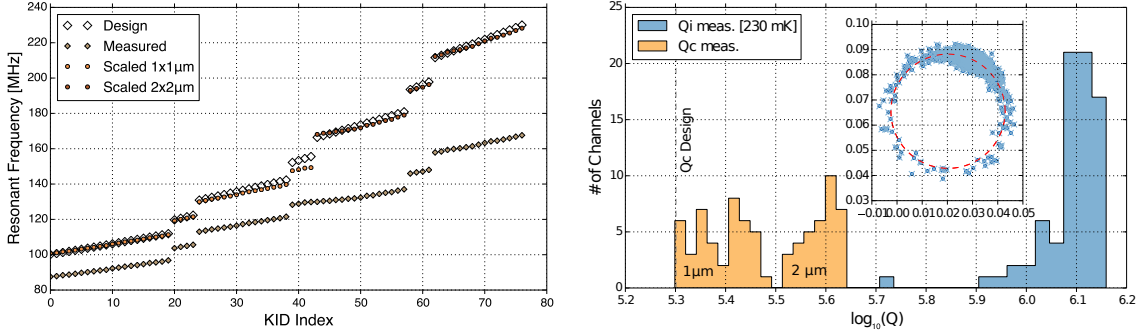 Design
Measured
Scaled 1x1μm
Scaled 2x2μm
Resonant Frequency [MHz]
240
220
200
180
160
140
120
100
80
0 10 20 30 40 50 60 70 80
KID Index
Qi meas. [230 mK]
Qc meas.
# of Channels
25
20
15
10
5
0
Qc Design
1μm
2 μm
0.10
0.09
0.08
0.07
0.06
0.05
0.04
0.03
−0.01 0.00 0.01 0.02 0.03 0.04 0.05
5.2 5.3 5.4 5.5 5.6 5.7 5.8 5.9 6.0 6.1 6.2
log₁₀(Q)